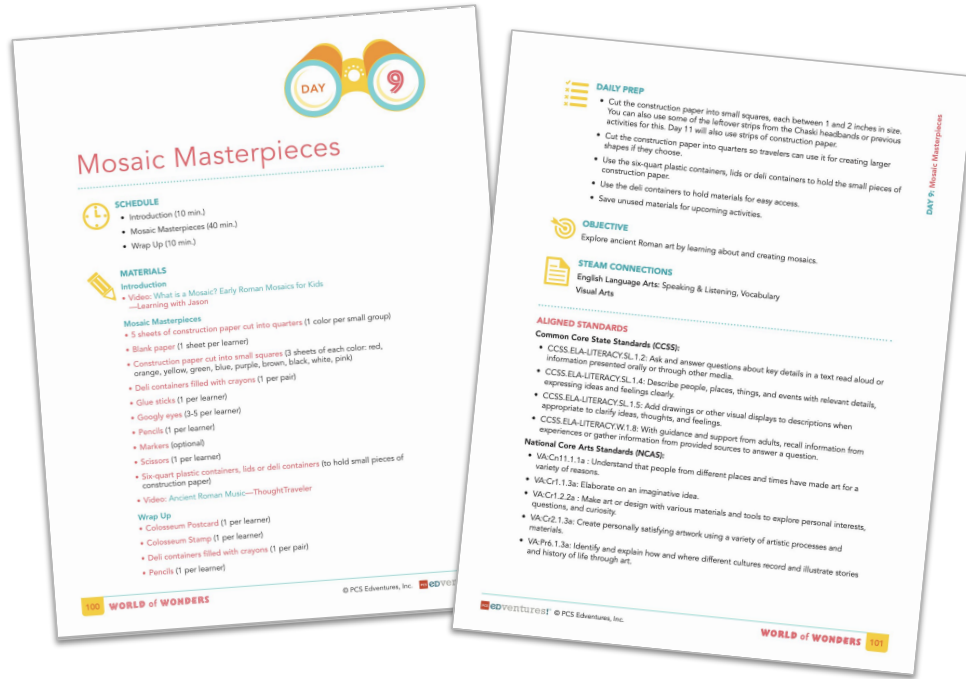 DAY 9
Mosaic Masterpieces
SCHEDULE
• Introduction (10 min.)
• Mosaic Masterpieces (40 min.)
• Wrap Up (10 min.)
MATERIALS
Introduction
• Video: What is a Mosaic? Early Roman Mosaics for Kids
—Learning with Jason
Mosaic Masterpieces
• 5 sheets of construction paper cut into quarters (1 color per small group)
• Blank paper (1 sheet per learner)
• Construction paper cut into small squares (3 sheets of each color: red,
orange, yellow, green, blue, purple, brown, black, white, pink)
• Deli containers filled with crayons (1 per pair)
• Glue sticks (1 per learner)
• Googly eyes (3-5 per learner)
• Pencils (1 per learner)
• Markers (optional)
• Scissors (1 per learner)
• Six-quart plastic containers, lids or deli containers (to hold small pieces of
construction paper)
• Video: Ancient Roman Music—ThoughtTraveler
Wrap Up
• Colosseum Postcard (1 per learner)
• Colosseum Stamp (1 per learner)
• Deli containers filled with crayons (1 per pair)
• Pencils (1 per learner)
100 WORLD of WONDERS
© PCS Edventures, Inc.
DAILY PREP
• Cut the construction paper into small squares, each between 1 and 2 inches in size.
You can also use some of the leftover strips from the Chaski headbands or previous
activities for this. Day 11 will also use strips of construction paper.
• Cut the construction paper into quarters so travelers can use it for creating larger
shapes if they choose.
• Use the six-quart plastic containers, lids or deli containers to hold the small pieces of
construction paper.
• Use the deli containers to hold materials for easy access.
• Save unused materials for upcoming activities.
DAY 9: Mosaic Masterpieces
OBJECTIVE
Explore ancient Roman art by learning about and creating mosaics.
STEAM CONNECTIONS
English Language Arts: Speaking & Listening, Vocabulary
Visual Arts
ALIGNED STANDARDS
Common Core State Standards (CCSS):
• CCSS.ELA-LITERACY.SL.1.2: Ask and answer questions about key details in a text read aloud or
information presented orally or through other media.
• CCSS.ELA-LITERACY.SL.1.4: Describe people, places, things, and events with relevant details,
expressing ideas and feelings clearly.
• CCSS.ELA-LITERACY.SL.1.5: Add drawings or other visual displays to descriptions when
appropriate to clarify ideas, thoughts, and feelings.
• CCSS.ELA-LITERACY.W.1.8: With guidance and support from adults, recall information from
experiences or gather information from provided sources to answer a question.
National Core Arts Standards (NCAS):
• VA:Cn11.1.1a : Understand that people from different places and times have made art for a
variety of reasons.
• VA:Cr1.1.3a: Elaborate on an imaginative idea.
• VA:Cr1.2.2a : Make art or design with various materials and tools to explore personal interests,
questions, and curiosity.
• VA:Cr2.1.3a: Create personally satisfying artwork using a variety of artistic processes and
materials.
• VA:Pr6.1.3a: Identify and explain how and where different cultures record and illustrate stories
and history of life through art.
edventures! © PCS Edventures, Inc.
WORLD of WONDERS 101